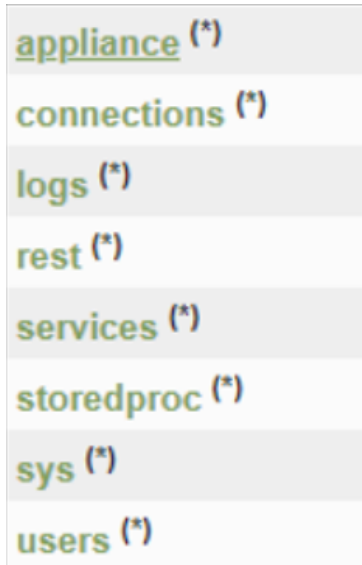 appliance (*)
connections (*)
logs (*)
rest (*)
services (*)
storedproc (*)
sys (*)
users (*)